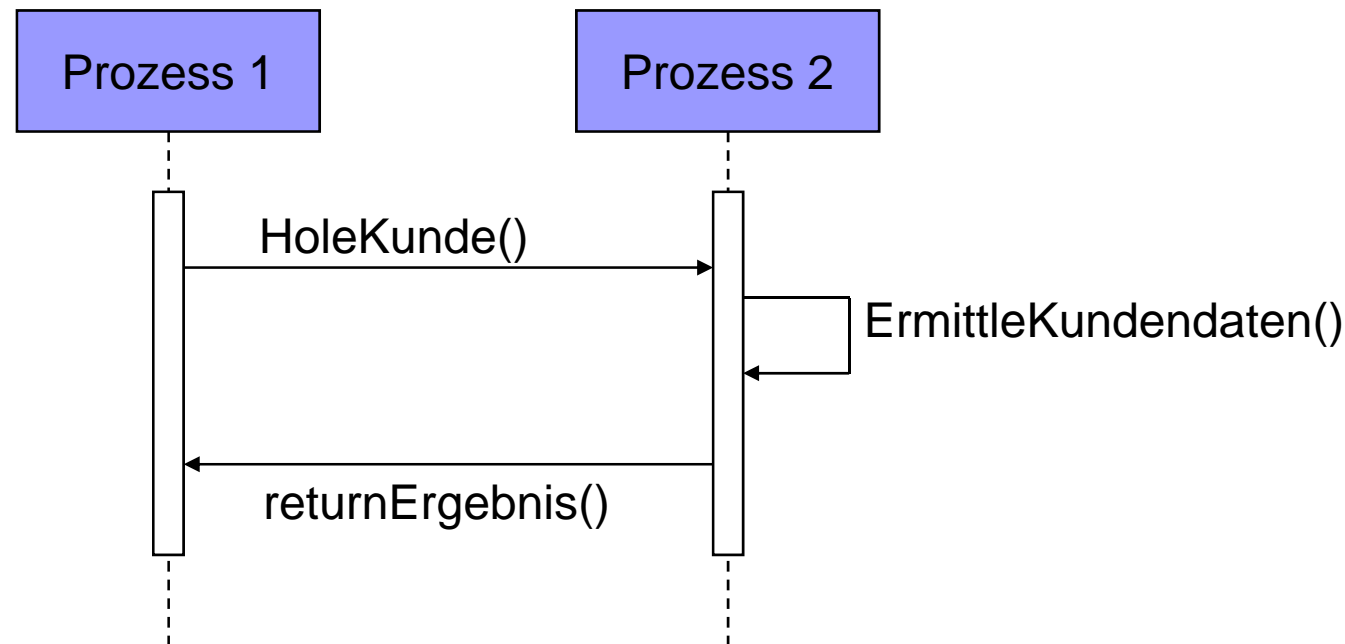 Prozess 1
Prozess 2
HoleKunde()
ErmittleKundendaten()
returnErgebnis()